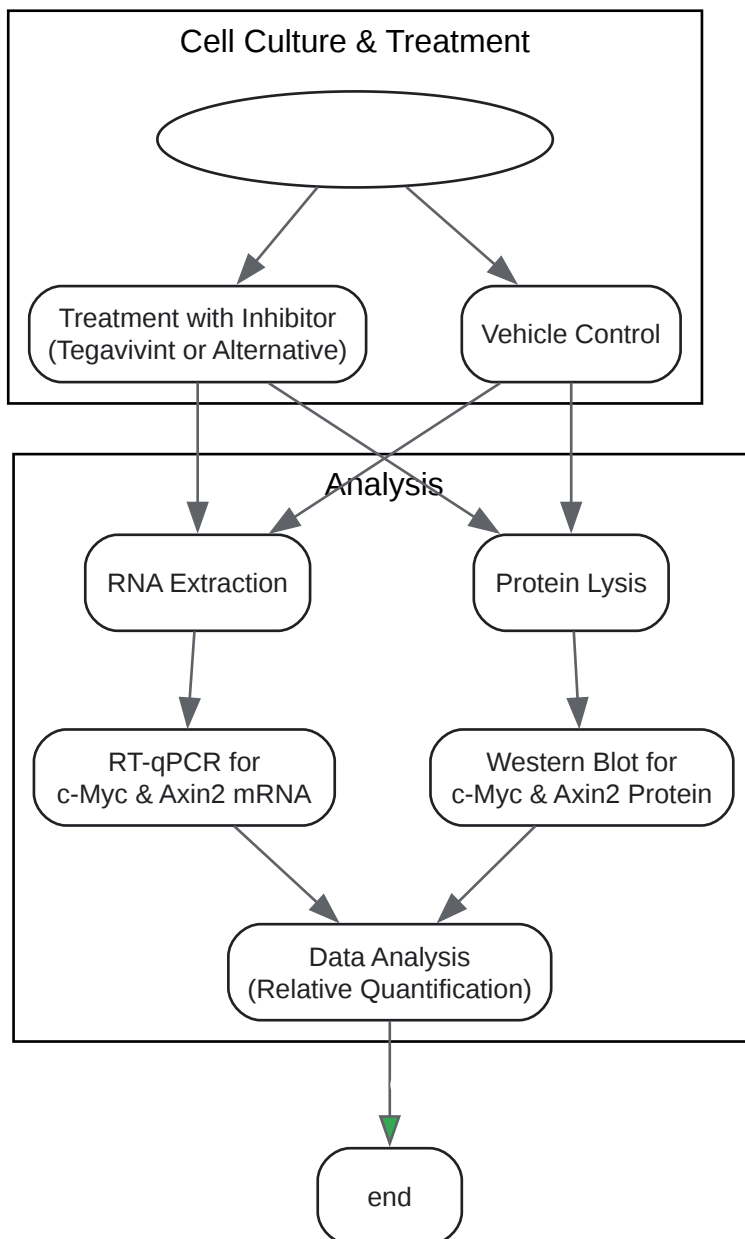 Cell Culture & Treatment
Treatment with Inhibitor
(Tegavivint or Alternative)
Vehicle Control
Analysis
RNA Extraction
Protein Lysis
RT-qPCR for
c-Myc & Axin2 mRNA
Western Blot for
c-Myc & Axin2 Protein
Data Analysis
(Relative Quantification)
end